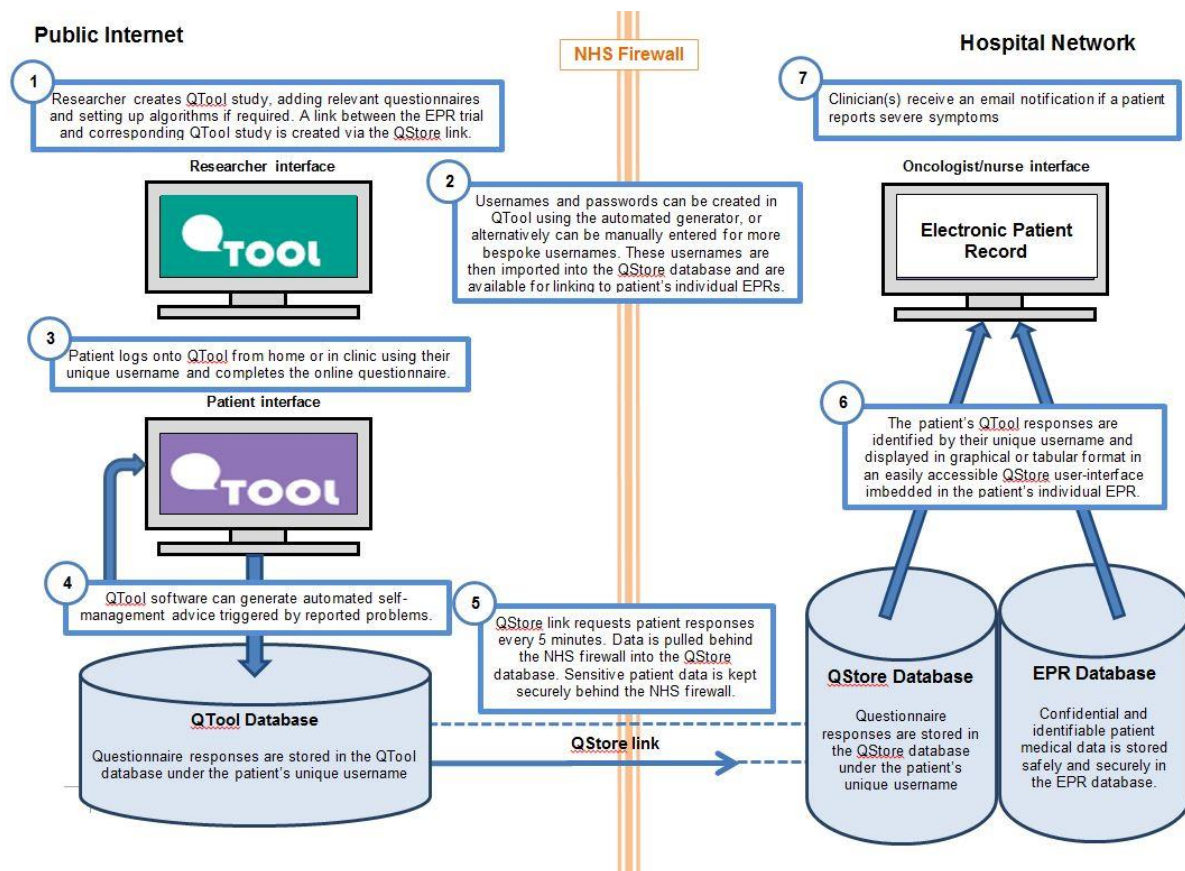 Public Internet
NHS Firewall
Hospital Network
1
Researcher creates QTool study, adding relevant questionnaires
and setting up algorithms if required. A link between the EPR trial
and corresponding QTool study is created via the QStore link.
7
Clinician(s) receive an email notification if a patient
reports severe symptoms
Researcher interface
QTOOL
2
Usernames and passwords can be created in
QTool using the automated generator, or
alternatively can be manually entered for more
bespoke usernames. These usernames are
then imported into the QStore database and are
available for linking to patient's individual EPRs.
Oncologist/nurse interface
Electronic Patient
Record
3
Patient logs onto QTool from home or in clinic using their
unique username and completes the online questionnaire.
Patient interface
QTOOL
6
The patient's QTool responses are
identified by their unique username and
displayed in graphical or tabular format in
an easily accessible QStore user-interface
imbedded in the patient's individual EPR.
4
QTool software can generate automated self-
management advice triggered by reported problems.
5
QStore link requests patient responses
every 5 minutes. Data is pulled behind
the NHS firewall into the QStore
database. Sensitive patient data is kept
securely behind the NHS firewall.
QTool Database
Questionnaire responses are stored in the QTool
database under the patient's unique username
QStore link
QStore Database
Questionnaire
responses are stored in
the QStore database
under the patient's
unique username
EPR Database
Confidential and
identifiable patient
medical data is stored
safely and securely in
the EPR database.